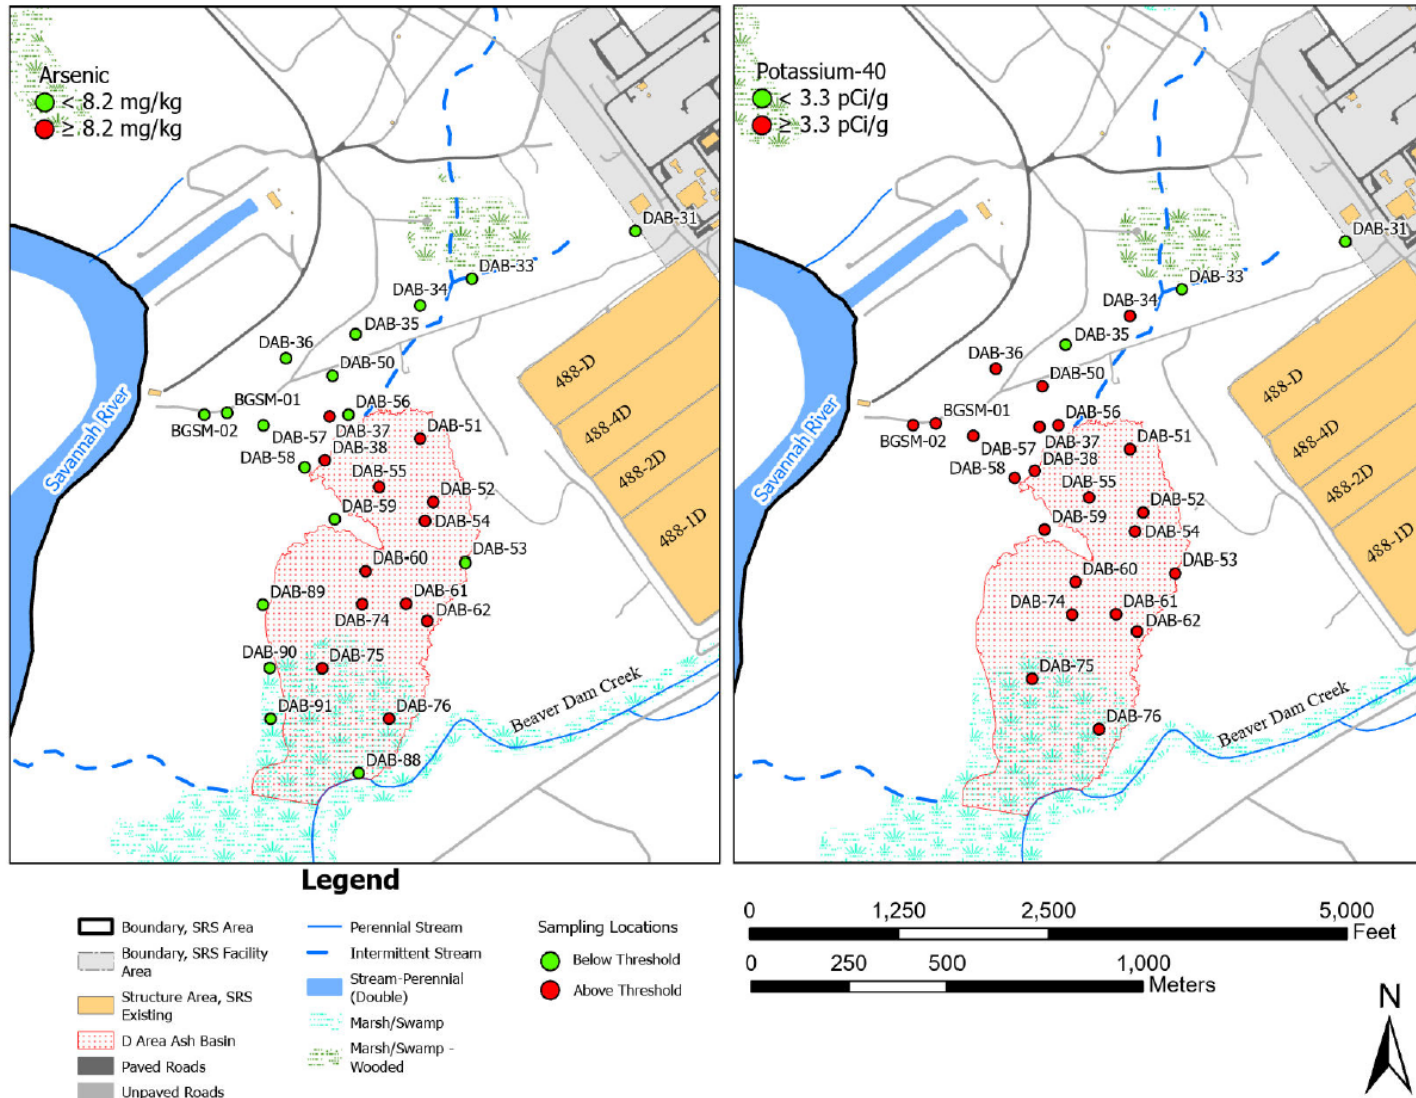 Arsenic
< 8.2 mg/kg
≥ 8.2 mg/kg
DAB-31
DAB-33
DAB-34
DAB-35
DAB-36
DAB-50
488-D
488-4D
488-2D
488-1D
Savannah River
BGSM-01
BGSM-02
DAB-56
DAB-57
DAB-37
DAB-51
DAB-58
DAB-38
DAB-55
DAB-52
DAB-59
DAB-54
DAB-53
DAB-60
DAB-89
DAB-61
DAB-74
DAB-62
DAB-90
DAB-75
DAB-91
DAB-76
Beaver Dam Creek
DAB-88
Potassium-40
< 3.3 pCi/g
≥ 3.3 pCi/g
DAB-31
DAB-33
DAB-34
DAB-35
DAB-36
DAB-50
488-D
488-4D
488-2D
488-1D
Savannah River
BGSM-01
BGSM-02
DAB-56
DAB-57
DAB-37
DAB-51
DAB-58
DAB-38
DAB-55
DAB-52
DAB-59
DAB-54
DAB-53
DAB-60
DAB-74
DAB-61
DAB-62
DAB-75
DAB-76
Beaver Dam Creek
Legend
Boundary, SRS Area
Boundary, SRS Facility
Area
Structure Area, SRS
Existing
D Area Ash Basin
Paved Roads
Unpaved Roads
Perennial Stream
Intermittent Stream
Stream-Perennial
(Double)
Marsh/Swamp
Marsh/Swamp -
Wooded
Sampling Locations
Below Threshold
Above Threshold
0 1,250 2,500 5,000
Feet
0 250 500 1,000
Meters
N